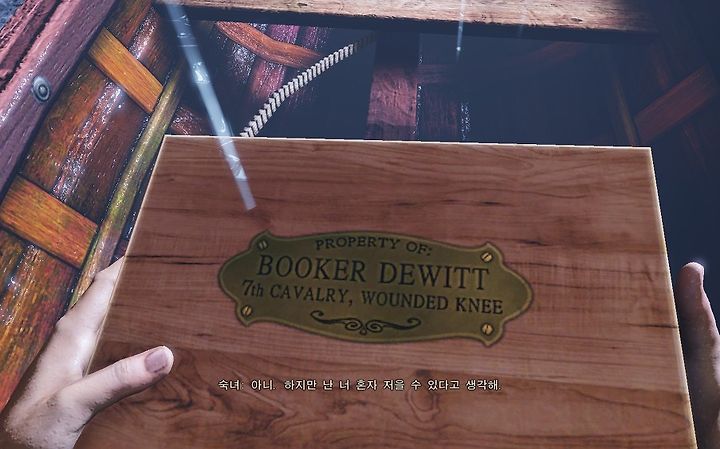 PROPERTY OF:
BOOKER DEWITT
7th CAVALRY, WOUNDED KNEE
숙녀: 아니. 하지만 난 너 혼자 저을 수 있다고 생각해.